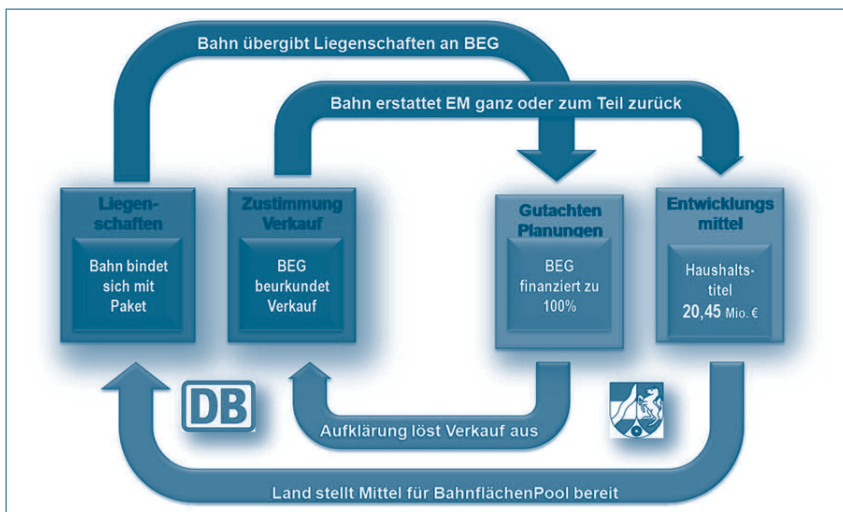 Bahn übergibt Liegenschaften an BEG
Bahn erstattet EM ganz oder zum Teil zurück
Liegen-
schaften
Bahn bindet
sich mit
Paket
Zustimmung
Verkauf
BEG
beurkundet
Verkauf
Gutachten
Planungen
BEG
finanziert zu
100%
Entwicklungs
mittel
Haushalts-
titel
20,45 Mio. €
DB
Aufklärung löst Verkauf aus
Land stellt Mittel für BahnflächenPool bereit